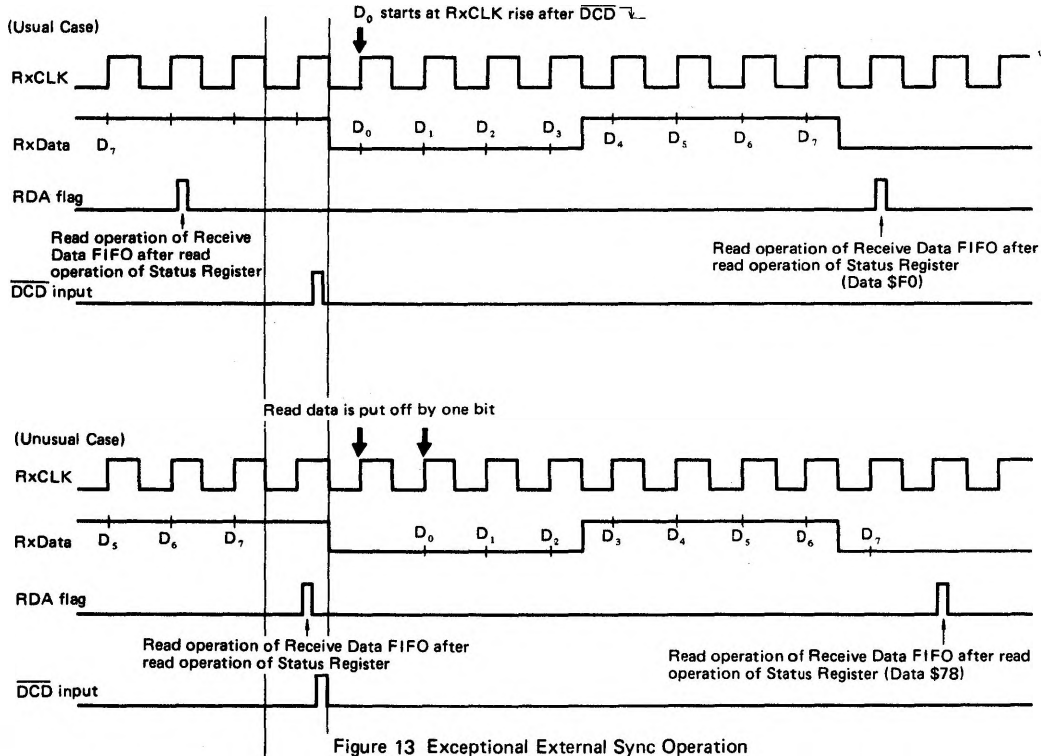 D₀ starts at RxCLK rise after D̅C̅D̅
(Usual Case)
RxCLK
RxData
D₇
D₀ D₁ D₂ D₃ D₄ D₅ D₆ D₇
RDA flag
Read operation of Receive
Data FIFO after read
operation of Status Register
Read operation of Receive Data FIFO after
read operation of Status Register
(Data $F0)
D̅C̅D̅ input
Read data is put off by one bit
(Unusual Case)
RxCLK
RxData
D₅ D₆ D₇ D₀ D₁ D₂ D₃ D₄ D₅ D₆ D₇
RDA flag
Read operation of Receive Data FIFO after
read operation of Status Register
Read operation of Receive Data FIFO after read
operation of Status Register (Data $78)
D̅C̅D̅ input
Figure 13 Exceptional External Sync Operation